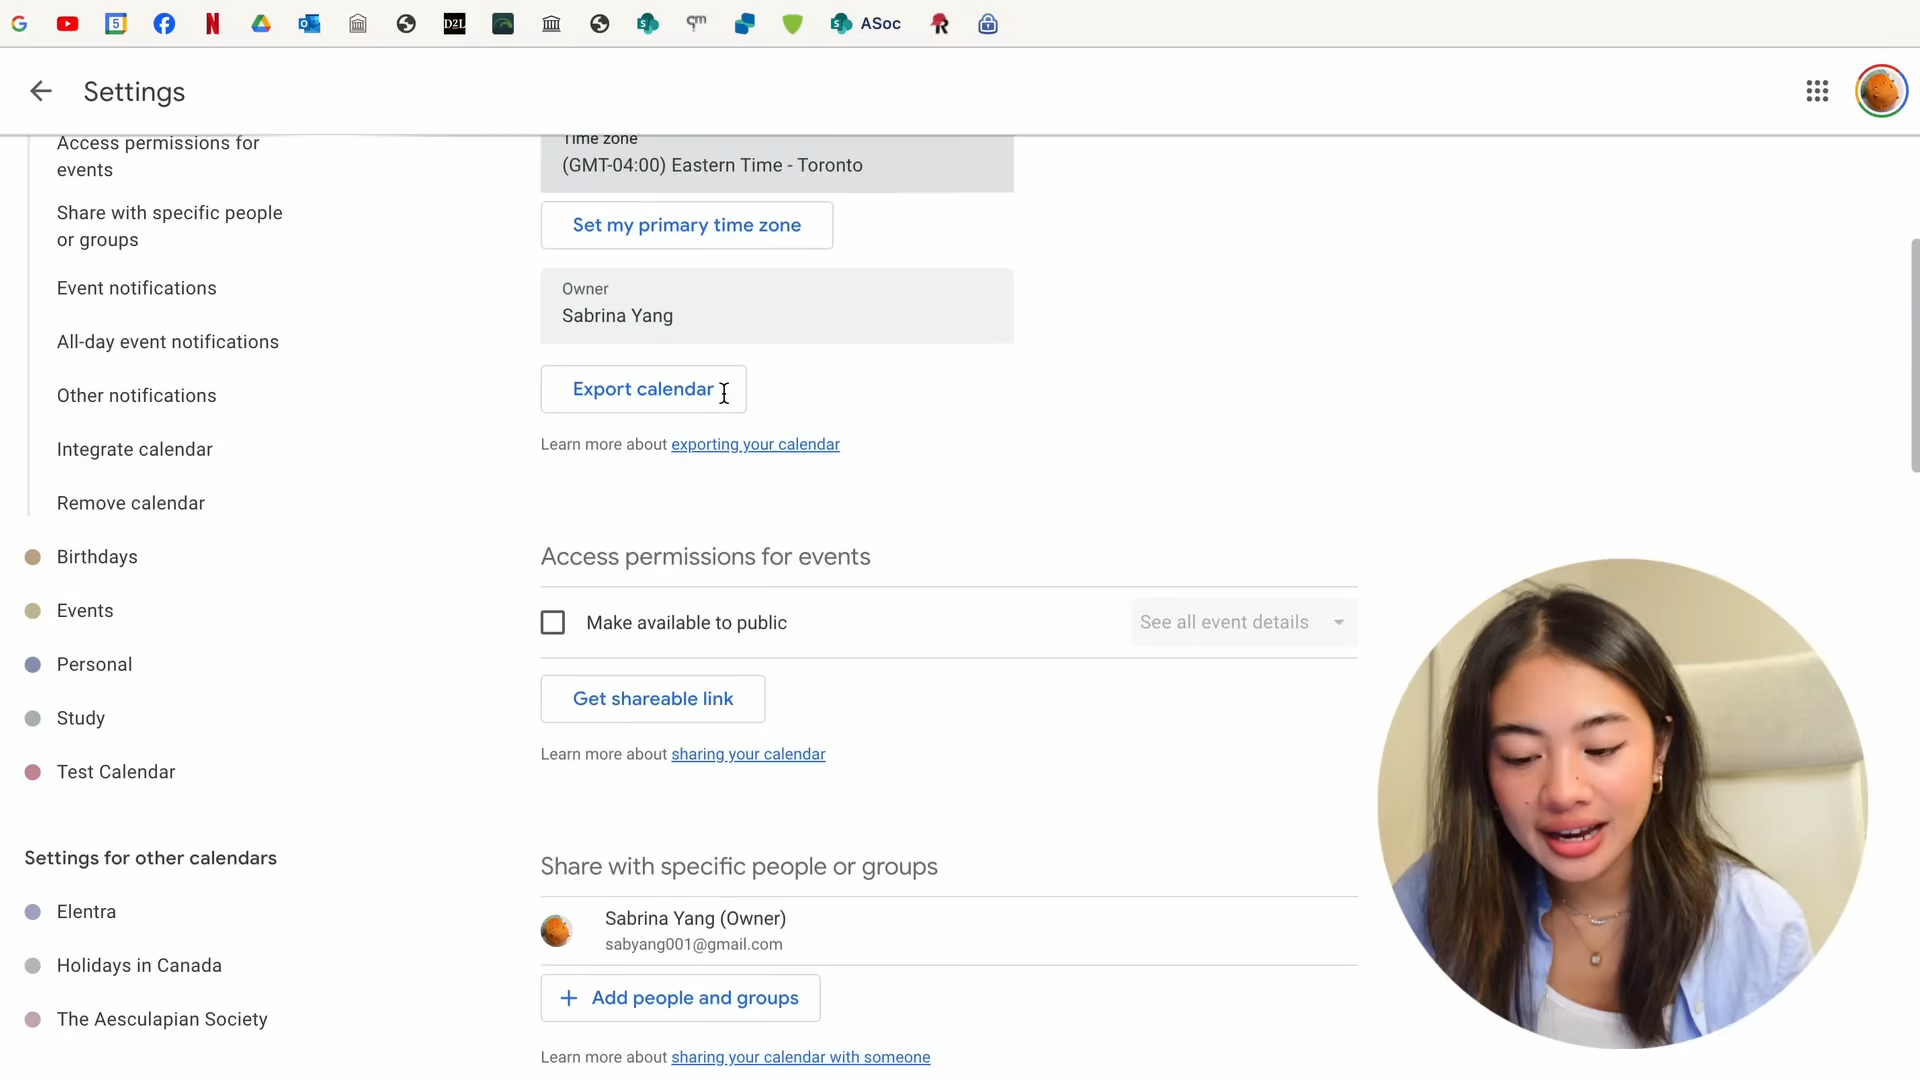 5
D2L
S
qm
S
ASoc
Settings
Access permissions for
events
Share with specific people
or groups
Event notifications
All-day event notifications
Other notifications
Integrate calendar
Remove calendar
Birthdays
Events
Personal
Study
Test Calendar
Settings for other calendars
Elentra
Holidays in Canada
The Aesculapian Society
Time zone
(GMT-04:00) Eastern Time - Toronto
Set my primary time zone
Owner
Sabrina Yang
Export calendar
Learn more about exporting your calendar
Access permissions for events
Make available to public
See all event details
Get shareable link
Learn more about sharing your calendar
Share with specific people or groups
Sabrina Yang (Owner)
sabyang001@gmail.com
+ Add people and groups
Learn more about sharing your calendar with someone